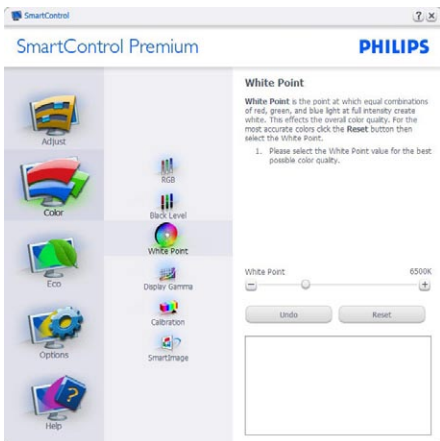 SmartControl
? x
SmartControl Premium
PHILIPS
Adjust
Color
Eco
Options
Help
RGB
Black Level
White Point
Display Gamma
Calibration
SmartImage
White Point
White Point is the point at which equal combinations
of red, green, and blue light at full intensity create
white. This effects the overall color quality. For the
most accurate colors click the Reset button then
select the White Point.
1. Please select the White Point value for the best
possible color quality.
White Point 6500K
- +
Undo Reset